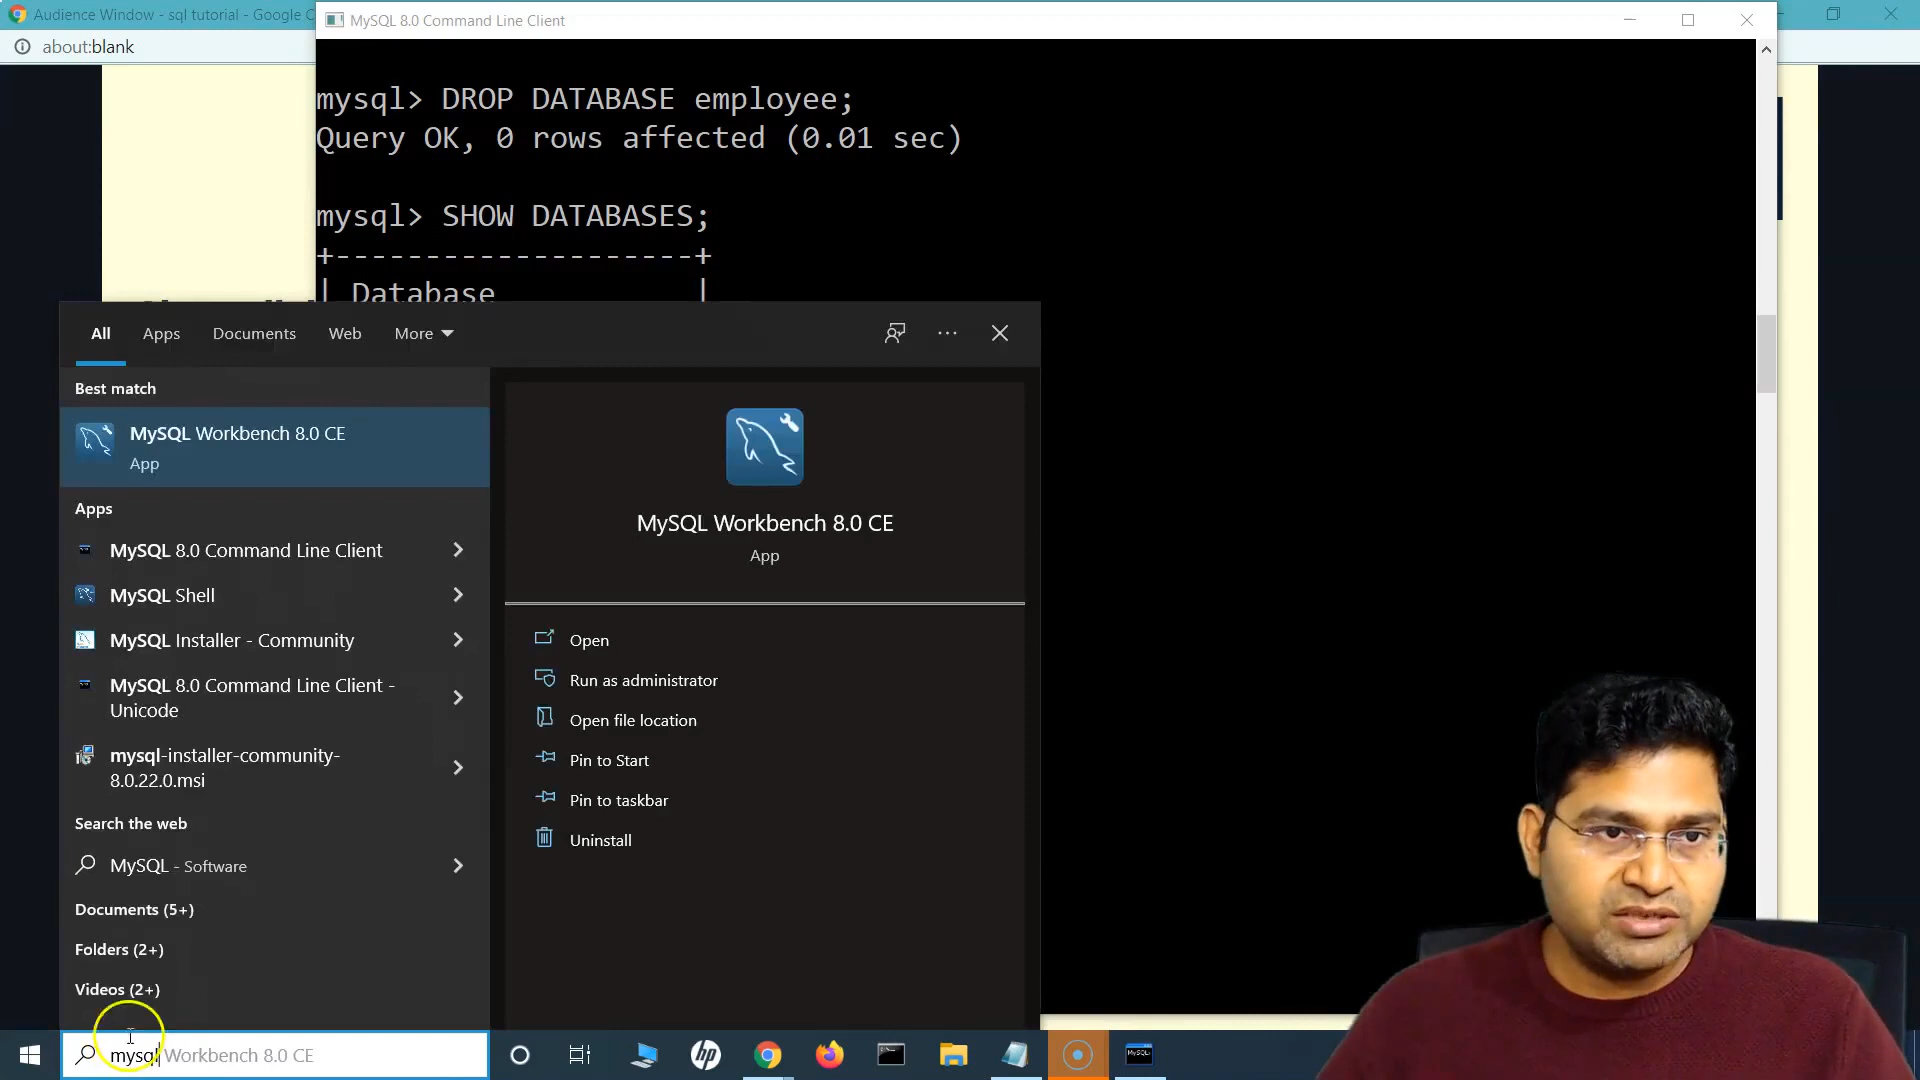 Audience Window - sql tutorial - Google C
MySQL 8.0 Command Line Client
about:blank
mysql> DROP DATABASE employee;
Query OK, 0 rows affected (0.01 sec)
mysql> SHOW DATABASES;
+--------------------+
| Database           |
All Apps Documents Web More
Best match
MySQL Workbench 8.0 CE
App
Apps
MySQL 8.0 Command Line Client
MySQL Shell
MySQL Installer - Community
MySQL 8.0 Command Line Client -
Unicode
mysql-installer-community-
8.0.22.0.msi
Search the web
MySQL - Software
Documents (5+)
Folders (2+)
Videos (2+)
MySQL Workbench 8.0 CE
App
Open
Run as administrator
Open file location
Pin to Start
Pin to taskbar
Uninstall
mysql Workbench 8.0 CE
hp
MySQL